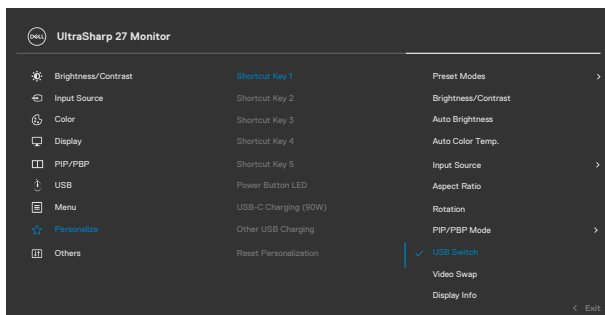 DELL UltraSharp 27 Monitor
Brightness/Contrast
Input Source
Color
Display
PIP/PBP
USB
Menu
Personalize
Others
Shortcut Key 1
Shortcut Key 2
Shortcut Key 3
Shortcut Key 4
Shortcut Key 5
Power Button LED
USB-C Charging (90W)
Other USB Charging
Reset Personalization
Preset Modes
Brightness/Contrast
Auto Brightness
Auto Color Temp.
Input Source
Aspect Ratio
Rotation
PIP/PBP Mode
USB Switch
Video Swap
Display Info
Exit